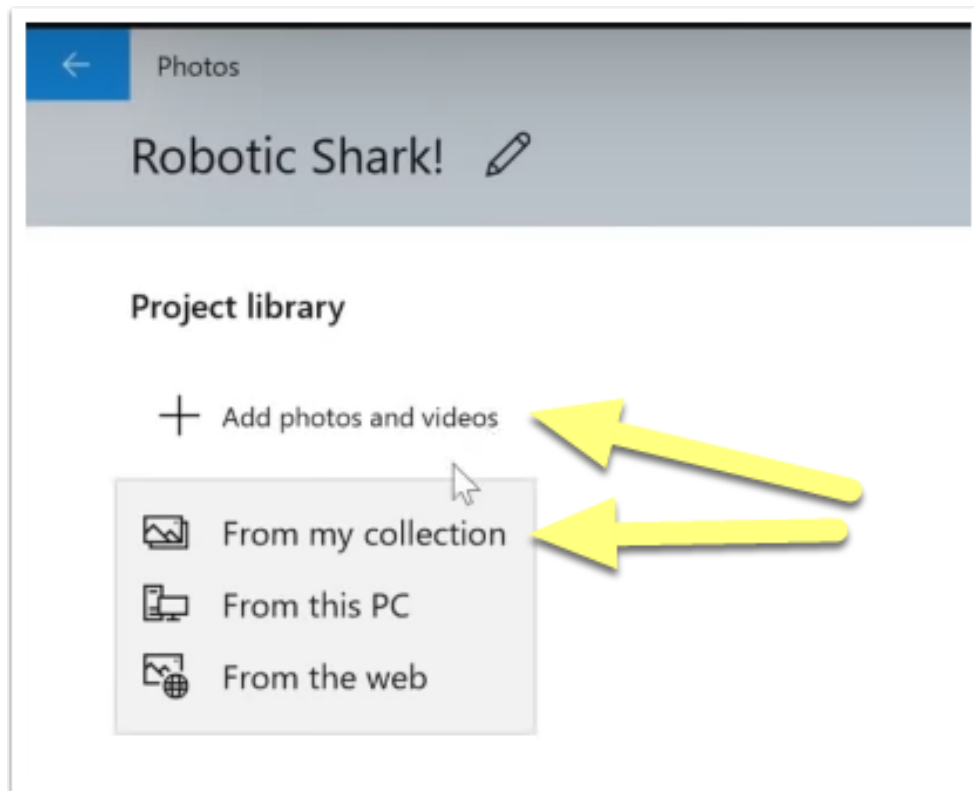 Photos
Robotic Shark!
Project library
Add photos and videos
From my collection
From this PC
From the web